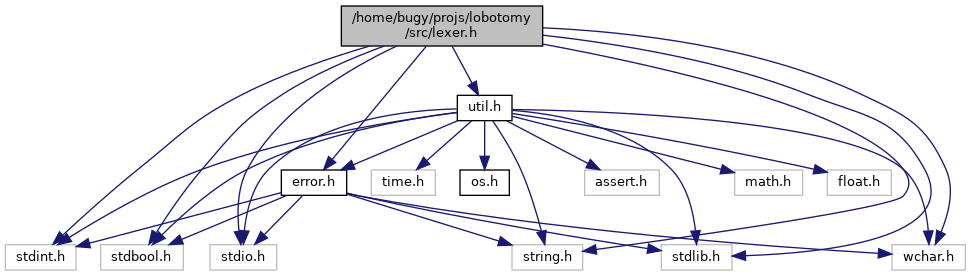 /home/bugy/projs/lobotomy
/src/lexer.h
util.h
error.h
time.h
os.h
assert.h
math.h
float.h
stdint.h
stdbool.h
stdio.h
string.h
stdlib.h
wchar.h